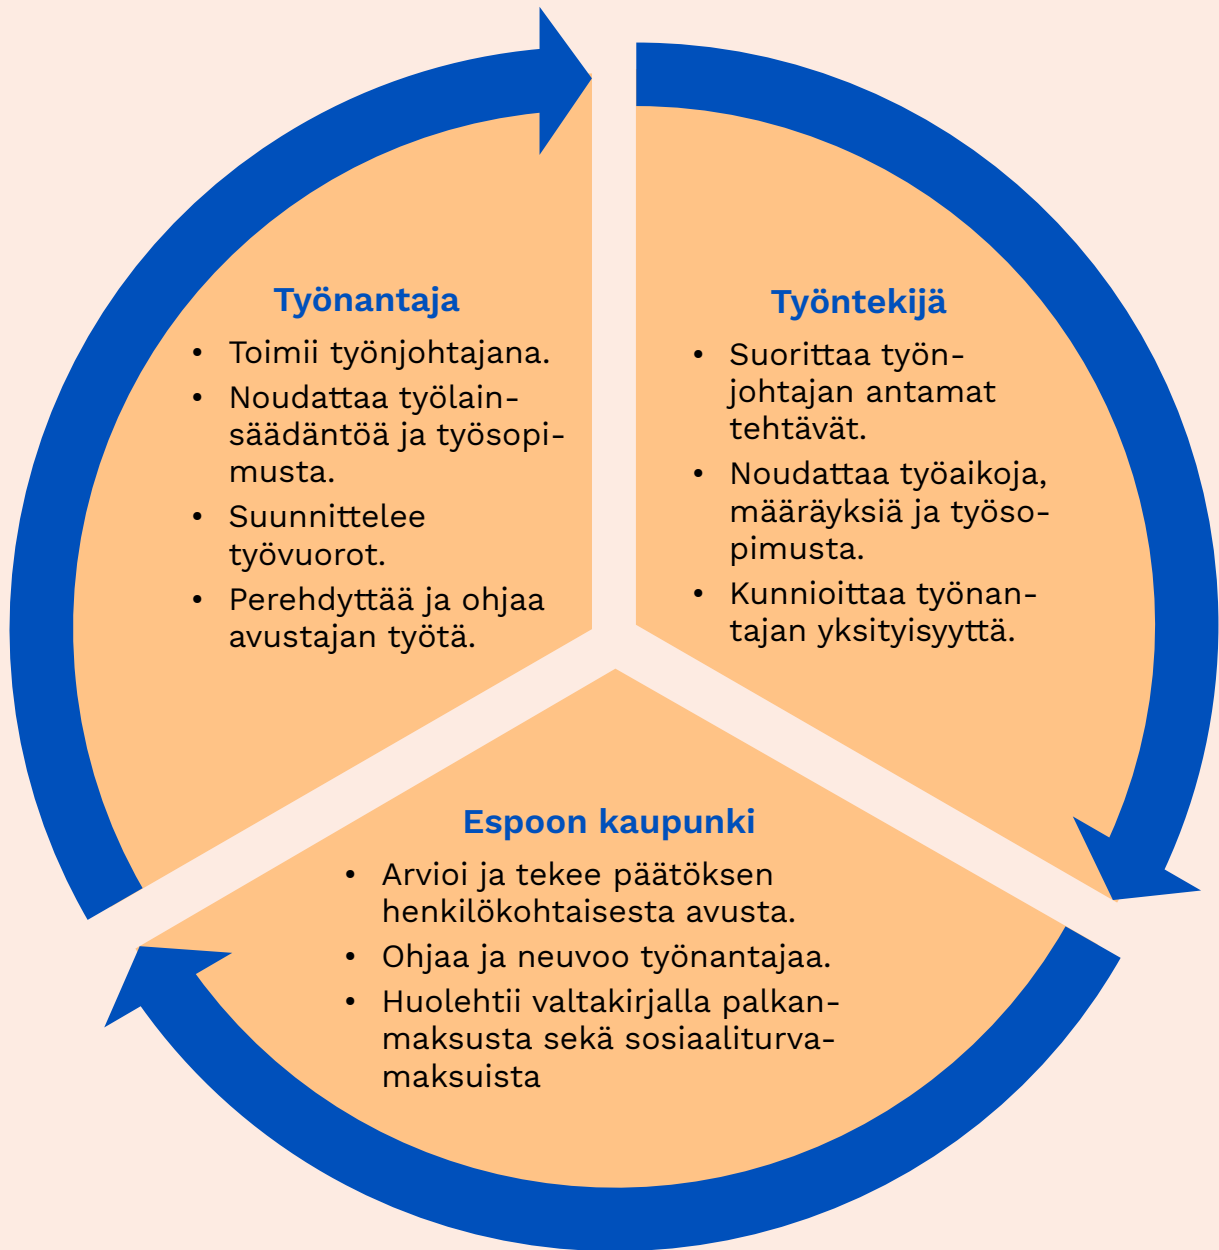 Työnantaja
• Toimii työnjohtajana.
• Noudattaa työlain-
säädäntöä ja työsopi-
musta.
• Suunnittelee
työvuorot.
• Perehdyttää ja ohjaa
avustajan työtä.
Työntekijä
• Suorittaa työn-
johtajan antamat
tehtävät.
• Noudattaa työaikoja,
määräyksiä ja työso-
pimusta.
• Kunnioittaa työnan-
tajan yksityisyyttä.
Espoon kaupunki
• Arvioi ja tekee päätöksen
henkilökohtaisesta avusta.
• Ohjaa ja neuvoo työnantajaa.
• Huolehtii valtakirjalla palkan-
maksusta sekä sosiaaliturva-
maksuista